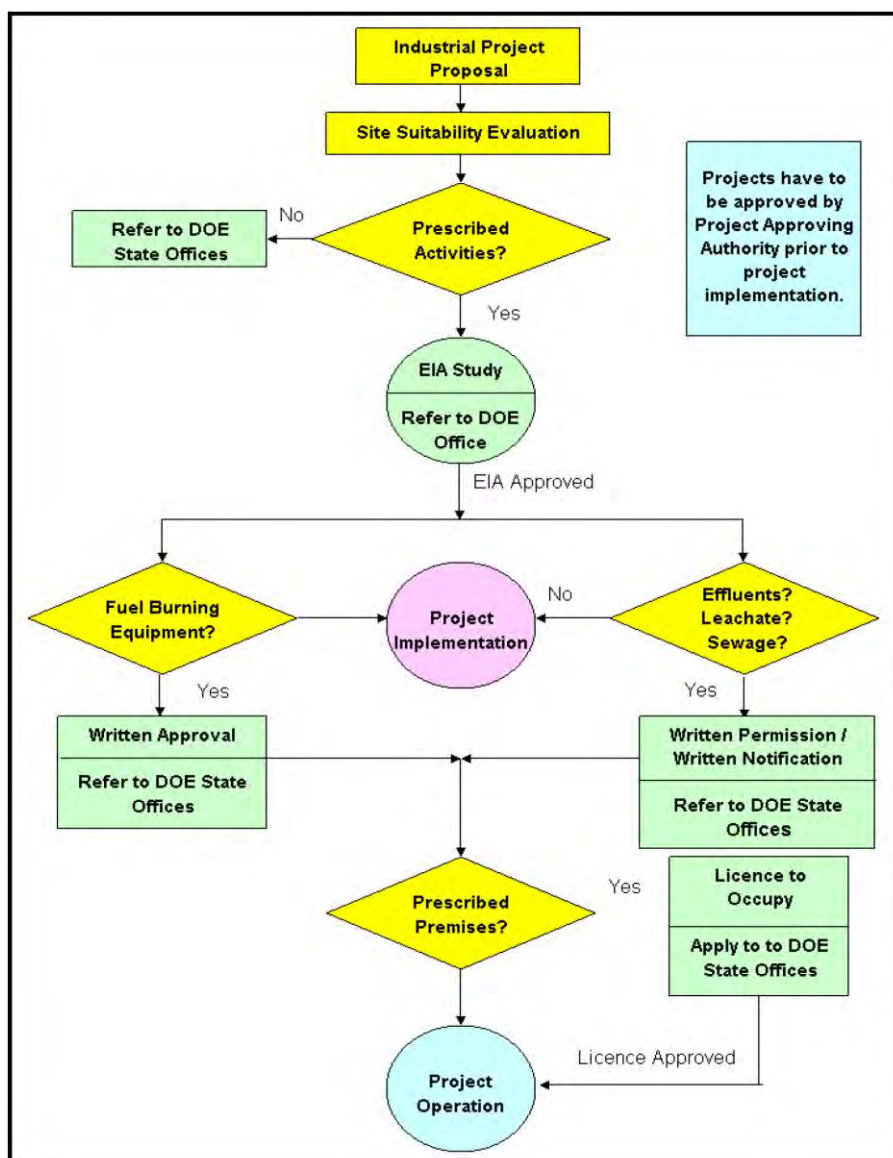 Industrial Project
Proposal
Site Suitability Evaluation
Projects have to
be approved by
Project Approving
Authority prior to
project
implementation.
Refer to DOE
State Offices
No
Prescribed
Activities?
Yes
EIA Study
Refer to DOE
Office
EIA Approved
Fuel Burning
Equipment?
Project
Implementation
No
Effluents?
Leachate?
Sewage?
Yes
Yes
Written Approval
Refer to DOE State
Offices
Written Permission /
Written Notification
Refer to DOE State
Offices
Prescribed
Premises?
Yes
Licence to
Occupy
Apply to to DOE
State Offices
Licence Approved
Project
Operation